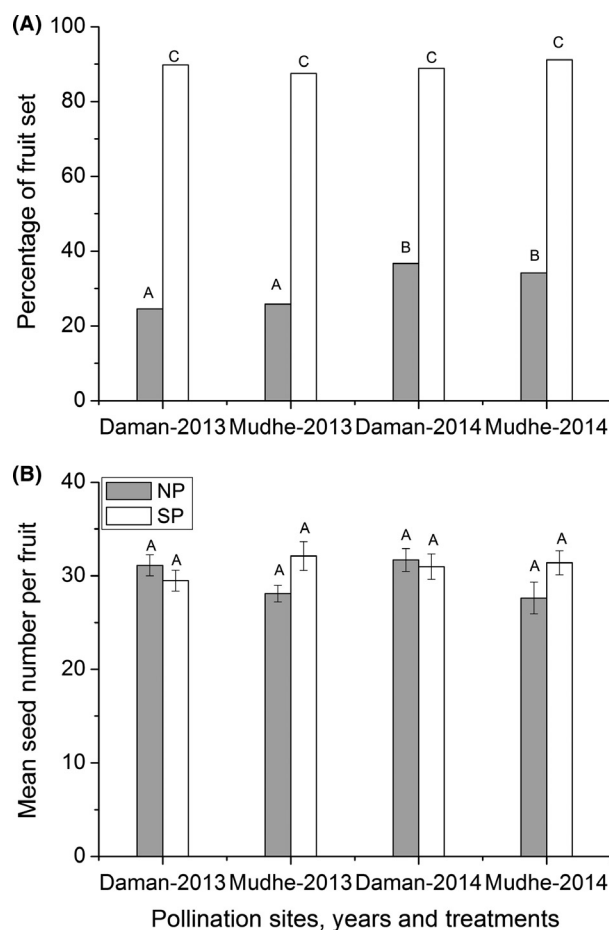 (A)
100
80
60
40
20
0
Percentage of fruit set
A C A C B C B C
Daman-2013 Mudhe-2013 Daman-2014 Mudhe-2014
(B)
40
30
20
10
0
Mean seed number per fruit
NP
SP
A A A A A A A A
Daman-2013 Mudhe-2013 Daman-2014 Mudhe-2014
Pollination sites, years and treatments